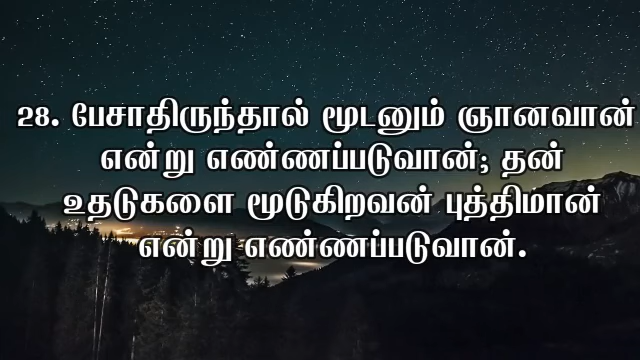 28. பேசாதிருந்தால் மூடனும் ஞானவான்
என்று எண்ணப்படுவான்; தன்
உதடுகளை மூடுகிறவன் புத்திமான்
என்று எண்ணப்படுவான்.